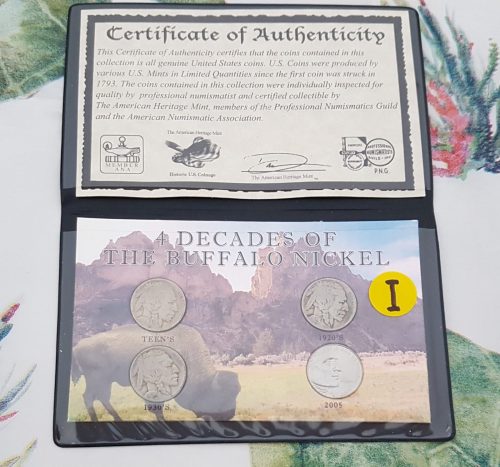 Certificate of Authenticity
This Certificate of Authenticity certifies that the coins contained in this
collection is all genuine United States coins. U.S. Coins were produced by
various U.S. Mints in Limited Quantities since the first coin was struck in
1793. The coins contained in this collection were individually inspected for
quality by professional numismatist and certified collectible by
The American Heritage Mint, members of the Professional Numismatics Guild
and the American Numismatic Association.
The American Heritage Mint
MEMBER
ANA
Historic U.S. Coinage
The American Heritage Mint
P.N.G
4 DECADES OF
THE BUFFALO NICKEL
I
TEEN'S
1920'S
1930'S
2005